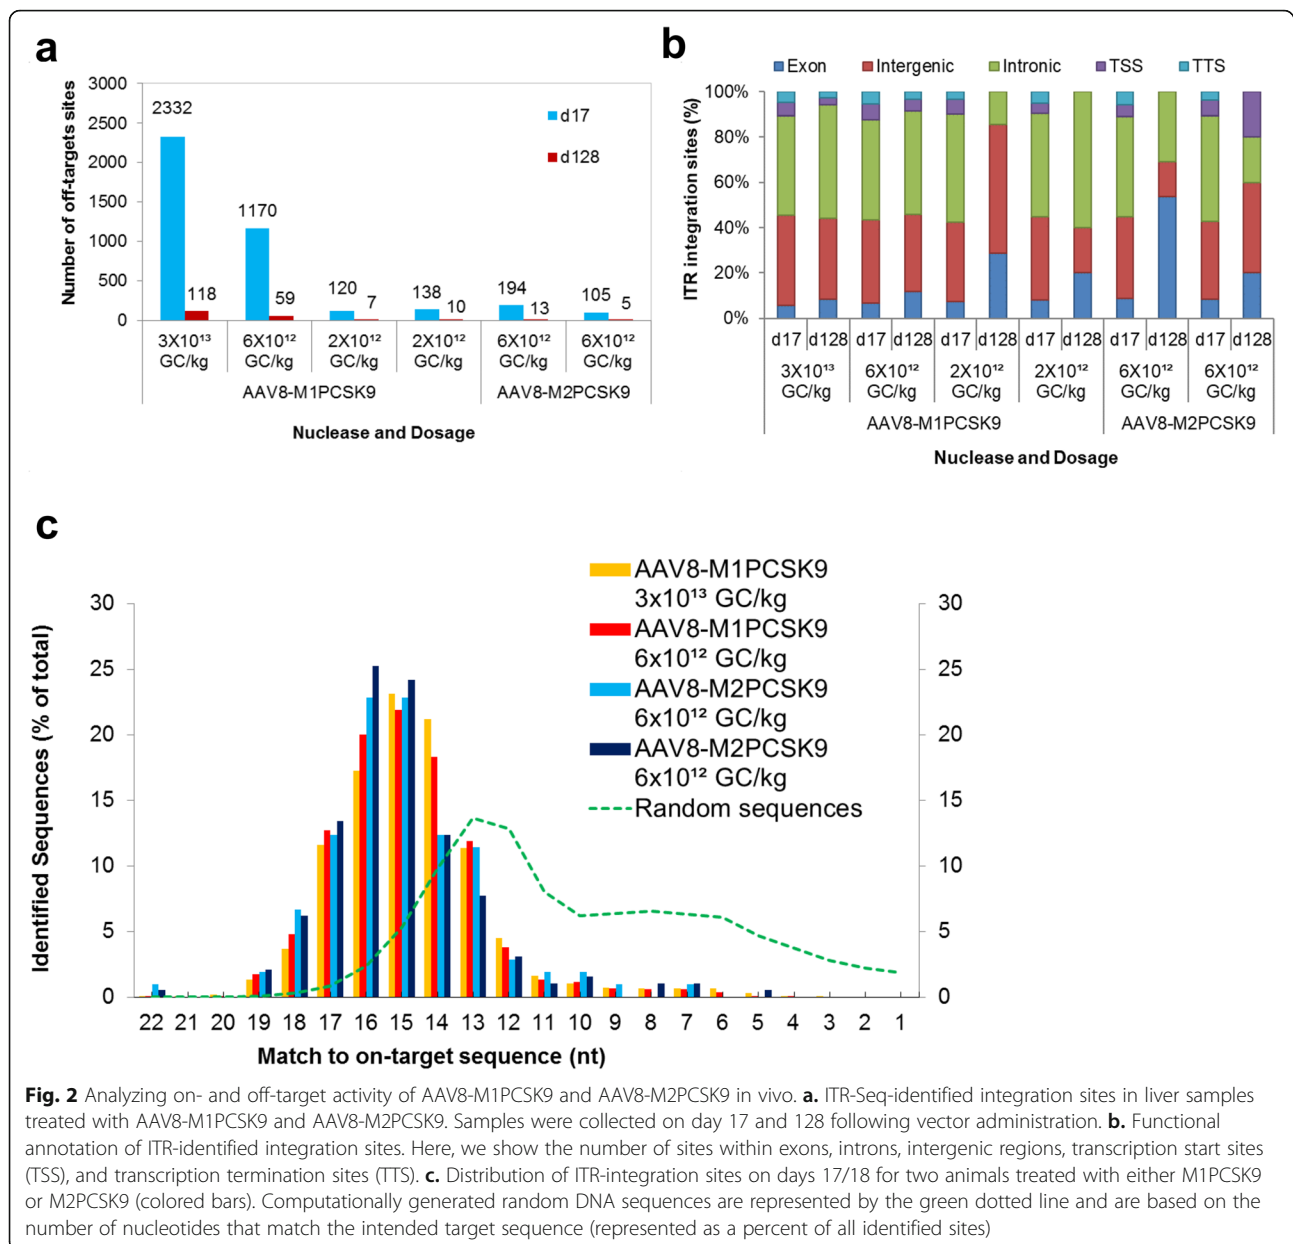 a
Number of off-targets sites
3000
2500
2000
1500
1000
500
0
2332
118
1170
59
120
7
138
10
194
13
105
5
d17
d128
3X10¹³ GC/kg
6X10¹² GC/kg
2X10¹² GC/kg
2X10¹² GC/kg
6X10¹² GC/kg
6X10¹² GC/kg
AAV8-M1PCSK9
AAV8-M2PCSK9
Nuclease and Dosage
b
Exon
Intergenic
Intronic
TSS
TTS
ITR integration sites (%)
100%
80%
60%
40%
20%
0%
d17 d128 d17 d128 d17 d128 d17 d128 d17 d128 d17 d128
3X10¹³ GC/kg
6X10¹² GC/kg
2X10¹² GC/kg
2X10¹² GC/kg
6X10¹² GC/kg
6X10¹² GC/kg
AAV8-M1PCSK9
AAV8-M2PCSK9
Nuclease and Dosage
c
AAV8-M1PCSK9
3x10¹³ GC/kg
AAV8-M1PCSK9
6x10¹² GC/kg
AAV8-M2PCSK9
6x10¹² GC/kg
AAV8-M2PCSK9
6x10¹² GC/kg
Random sequences
Identified Sequences (% of total)
30
25
20
15
10
5
0
30
25
20
15
10
5
0
22 21 20 19 18 17 16 15 14 13 12 11 10 9 8 7 6 5 4 3 2 1
Match to on-target sequence (nt)
Fig. 2 Analyzing on- and off-target activity of AAV8-M1PCSK9 and AAV8-M2PCSK9 in vivo. a. ITR-Seq-identified integration sites in liver samples
treated with AAV8-M1PCSK9 and AAV8-M2PCSK9. Samples were collected on day 17 and 128 following vector administration. b. Functional
annotation of ITR-identified integration sites. Here, we show the number of sites within exons, introns, intergenic regions, transcription start sites
(TSS), and transcription termination sites (TTS). c. Distribution of ITR-integration sites on days 17/18 for two animals treated with either M1PCSK9
or M2PCSK9 (colored bars). Computationally generated random DNA sequences are represented by the green dotted line and are based on the
number of nucleotides that match the intended target sequence (represented as a percent of all identified sites)